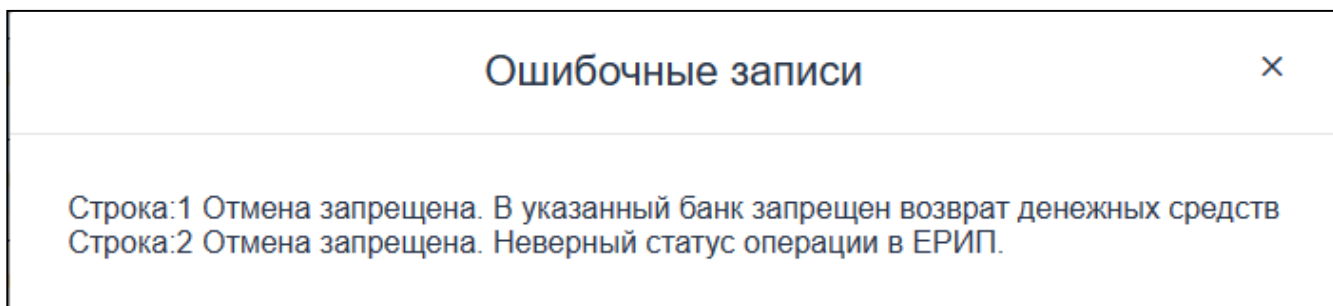 Ошибочные записи
Строка:1 Отмена запрещена. В указанный банк запрещен возврат денежных средств
Строка:2 Отмена запрещена. Неверный статус операции в ЕРИП.